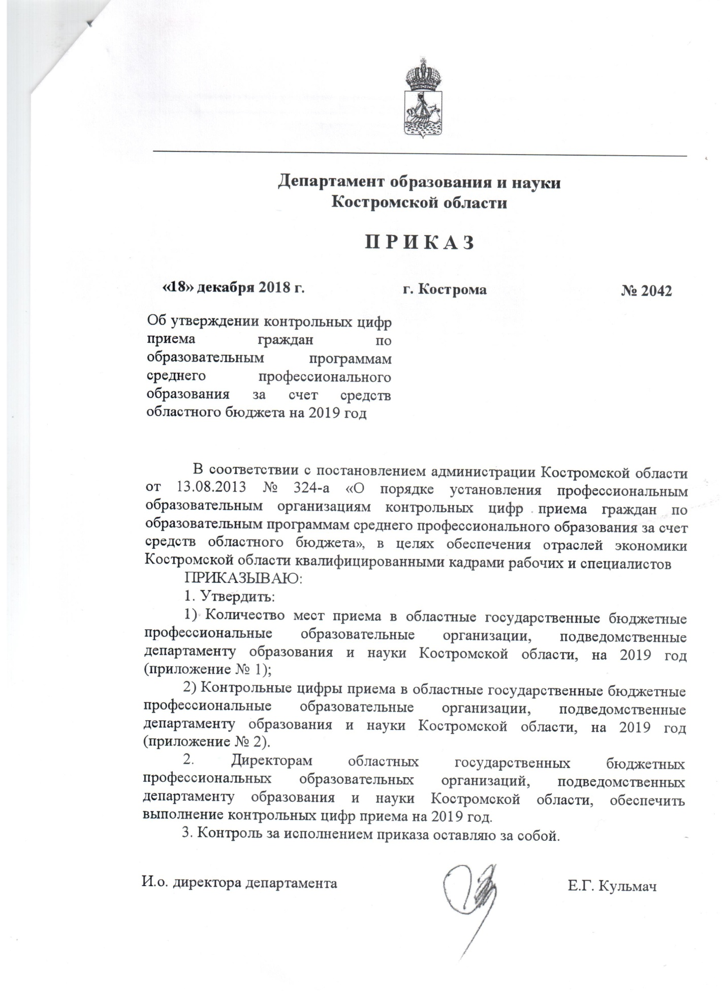 Департамент образования и науки
Костромской области
П Р И К А З
«18» декабря 2018 г. г. Кострома № 2042
Об утверждении контрольных цифр
приема граждан по
образовательным программам
среднего профессионального
образования за счет средств
областного бюджета на 2019 год
В соответствии с постановлением администрации Костромской области
от 13.08.2013 № 324-а «О порядке установления профессиональным
образовательным организациям контрольных цифр приема граждан по
образовательным программам среднего профессионального образования за счет
средств областного бюджета», в целях обеспечения отраслей экономики
Костромской области квалифицированными кадрами рабочих и специалистов
ПРИКАЗЫВАЮ:
1. Утвердить:
1) Количество мест приема в областные государственные бюджетные
профессиональные образовательные организации, подведомственные
департаменту образования и науки Костромской области, на 2019 год
(приложение № 1);
2) Контрольные цифры приема в областные государственные бюджетные
профессиональные образовательные организации, подведомственные
департаменту образования и науки Костромской области, на 2019 год
(приложение № 2).
2. Директорам областных государственных бюджетных
профессиональных образовательных организаций, подведомственных
департаменту образования и науки Костромской области, обеспечить
выполнение контрольных цифр приема на 2019 год.
3. Контроль за исполнением приказа оставляю за собой.
И.о. директора департамента Е.Г. Кульмач